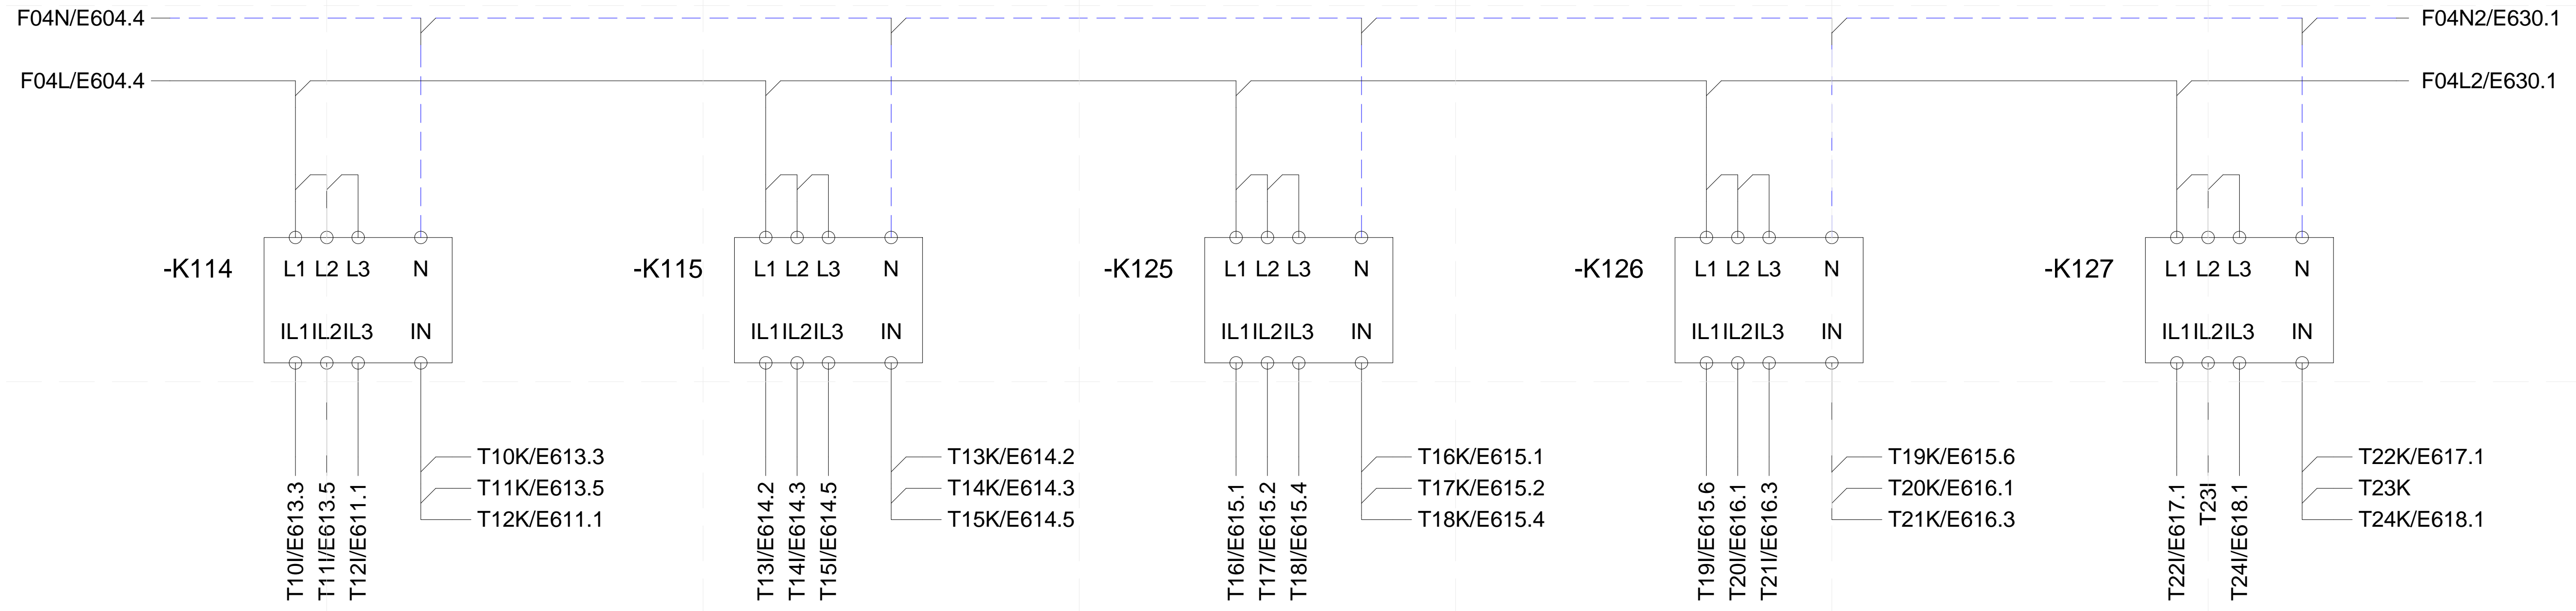 F04N/E604.4
F04N2/E630.1
F04L/E604.4
F04L2/E630.1
-K114
L1 L2 L3 N
IL1 IL2 IL3 IN
T10K/E613.3
T11K/E613.5
T12K/E611.1
T10I/E613.3
T11I/E613.5
T12I/E611.1
-K115
L1 L2 L3 N
IL1 IL2 IL3 IN
T13K/E614.2
T14K/E614.3
T15K/E614.5
T13I/E614.2
T14I/E614.3
T15I/E614.5
-K125
L1 L2 L3 N
IL1 IL2 IL3 IN
T16K/E615.1
T17K/E615.2
T18K/E615.4
T16I/E615.1
T17I/E615.2
T18I/E615.4
-K126
L1 L2 L3 N
IL1 IL2 IL3 IN
T19K/E615.6
T20K/E616.1
T21K/E616.3
T19I/E615.6
T20I/E616.1
T21I/E616.3
-K127
L1 L2 L3 N
IL1 IL2 IL3 IN
T22K/E617.1
T23K
T24K/E618.1
T22I/E617.1
T23I
T24I/E618.1